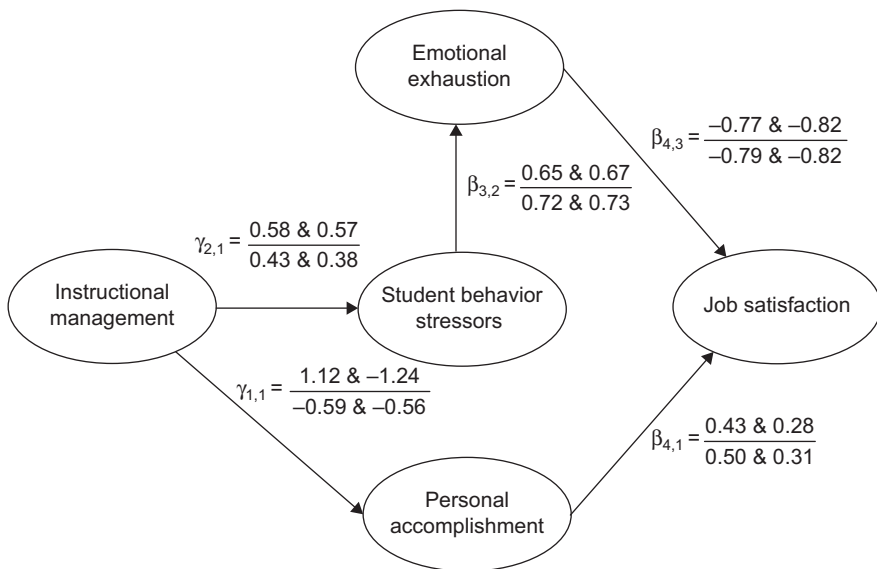 Emotional
exhaustion
β4,3 = –0.77 & –0.82
–0.79 & –0.82
β3,2 = 0.65 & 0.67
0.72 & 0.73
γ2,1 = 0.58 & 0.57
0.43 & 0.38
Instructional
management
Student behavior
stressors
Job satisfaction
γ1,1 = 1.12 & –1.24
–0.59 & –0.56
β4,1 = 0.43 & 0.28
0.50 & 0.31
Personal
accomplishment